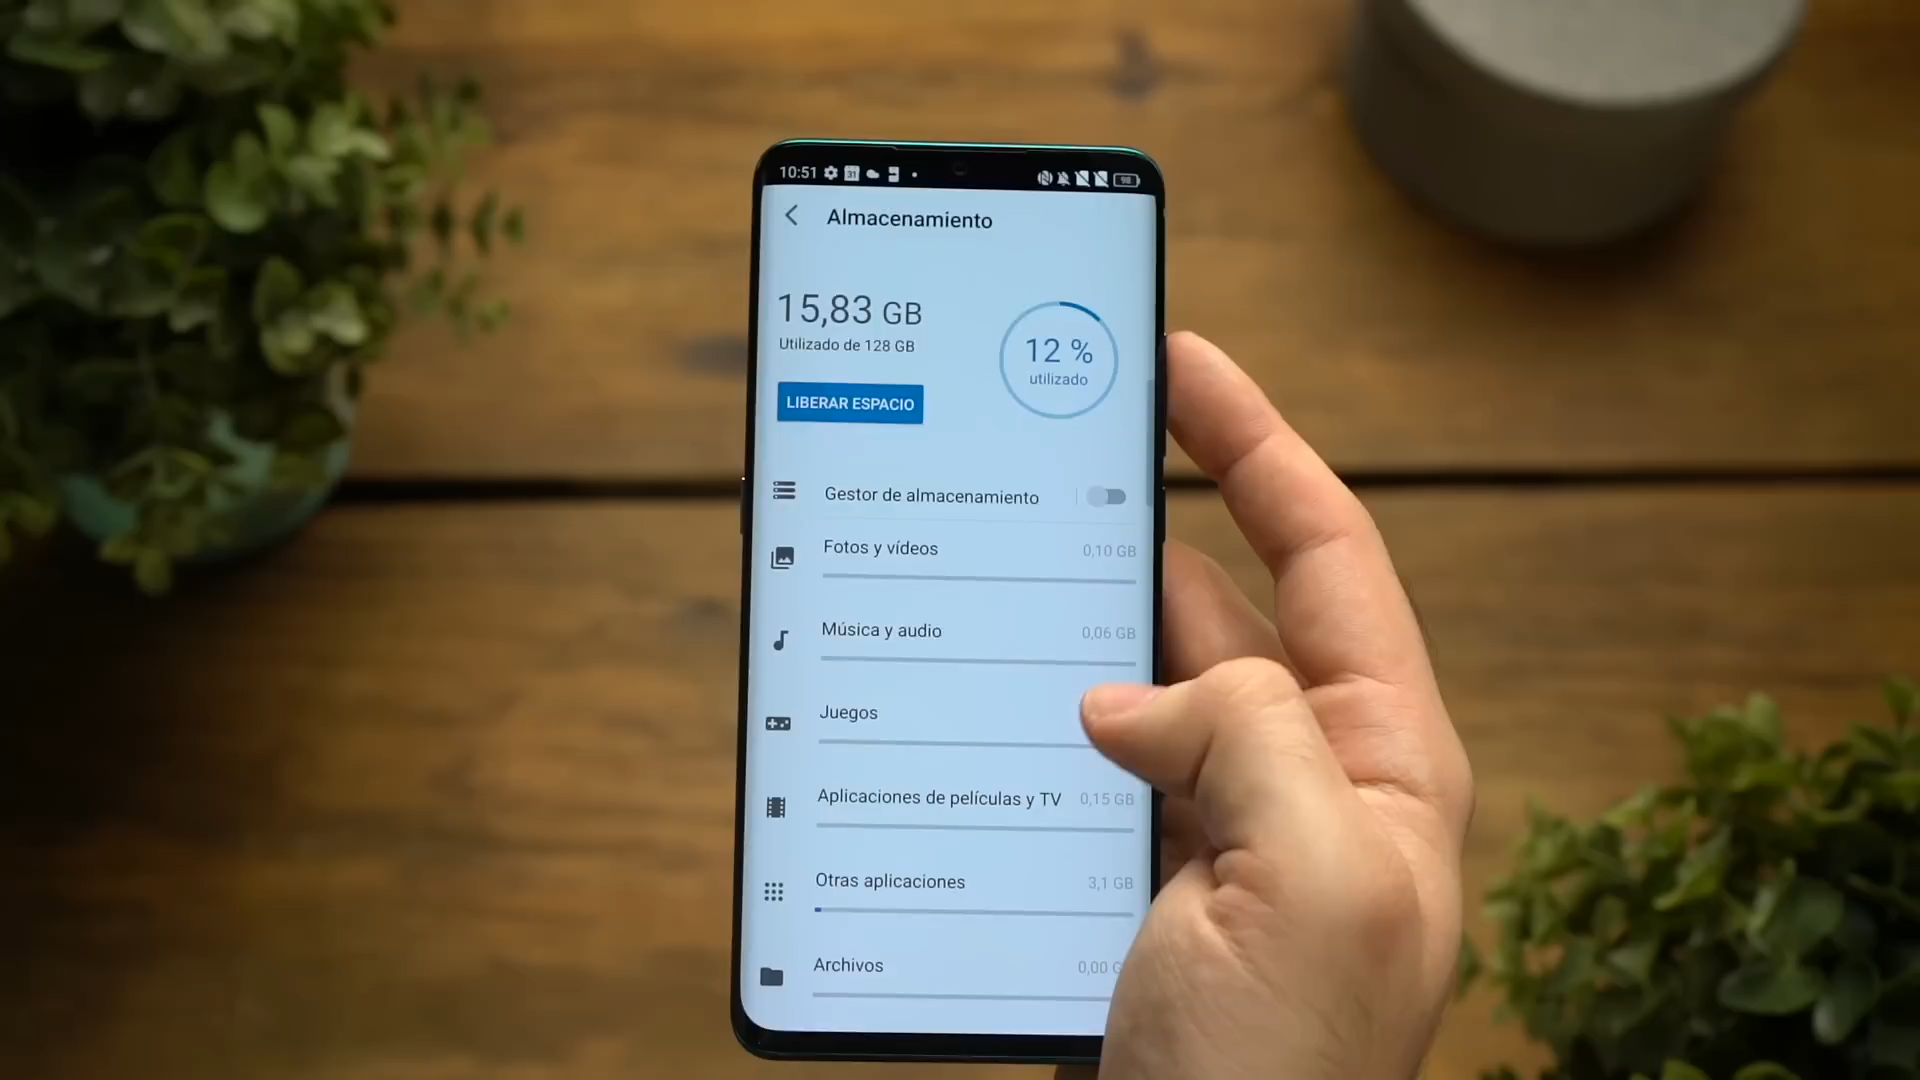 10:51 31 98
Almacenamiento
15,83 GB
Utilizado de 128 GB
12 %
utilizado
LIBERAR ESPACIO
Gestor de almacenamiento
Fotos y vídeos 0,10 GB
Música y audio 0,06 GB
Juegos
Aplicaciones de películas y TV 0,15 GB
Otras aplicaciones 3,1 GB
Archivos 0,00 G